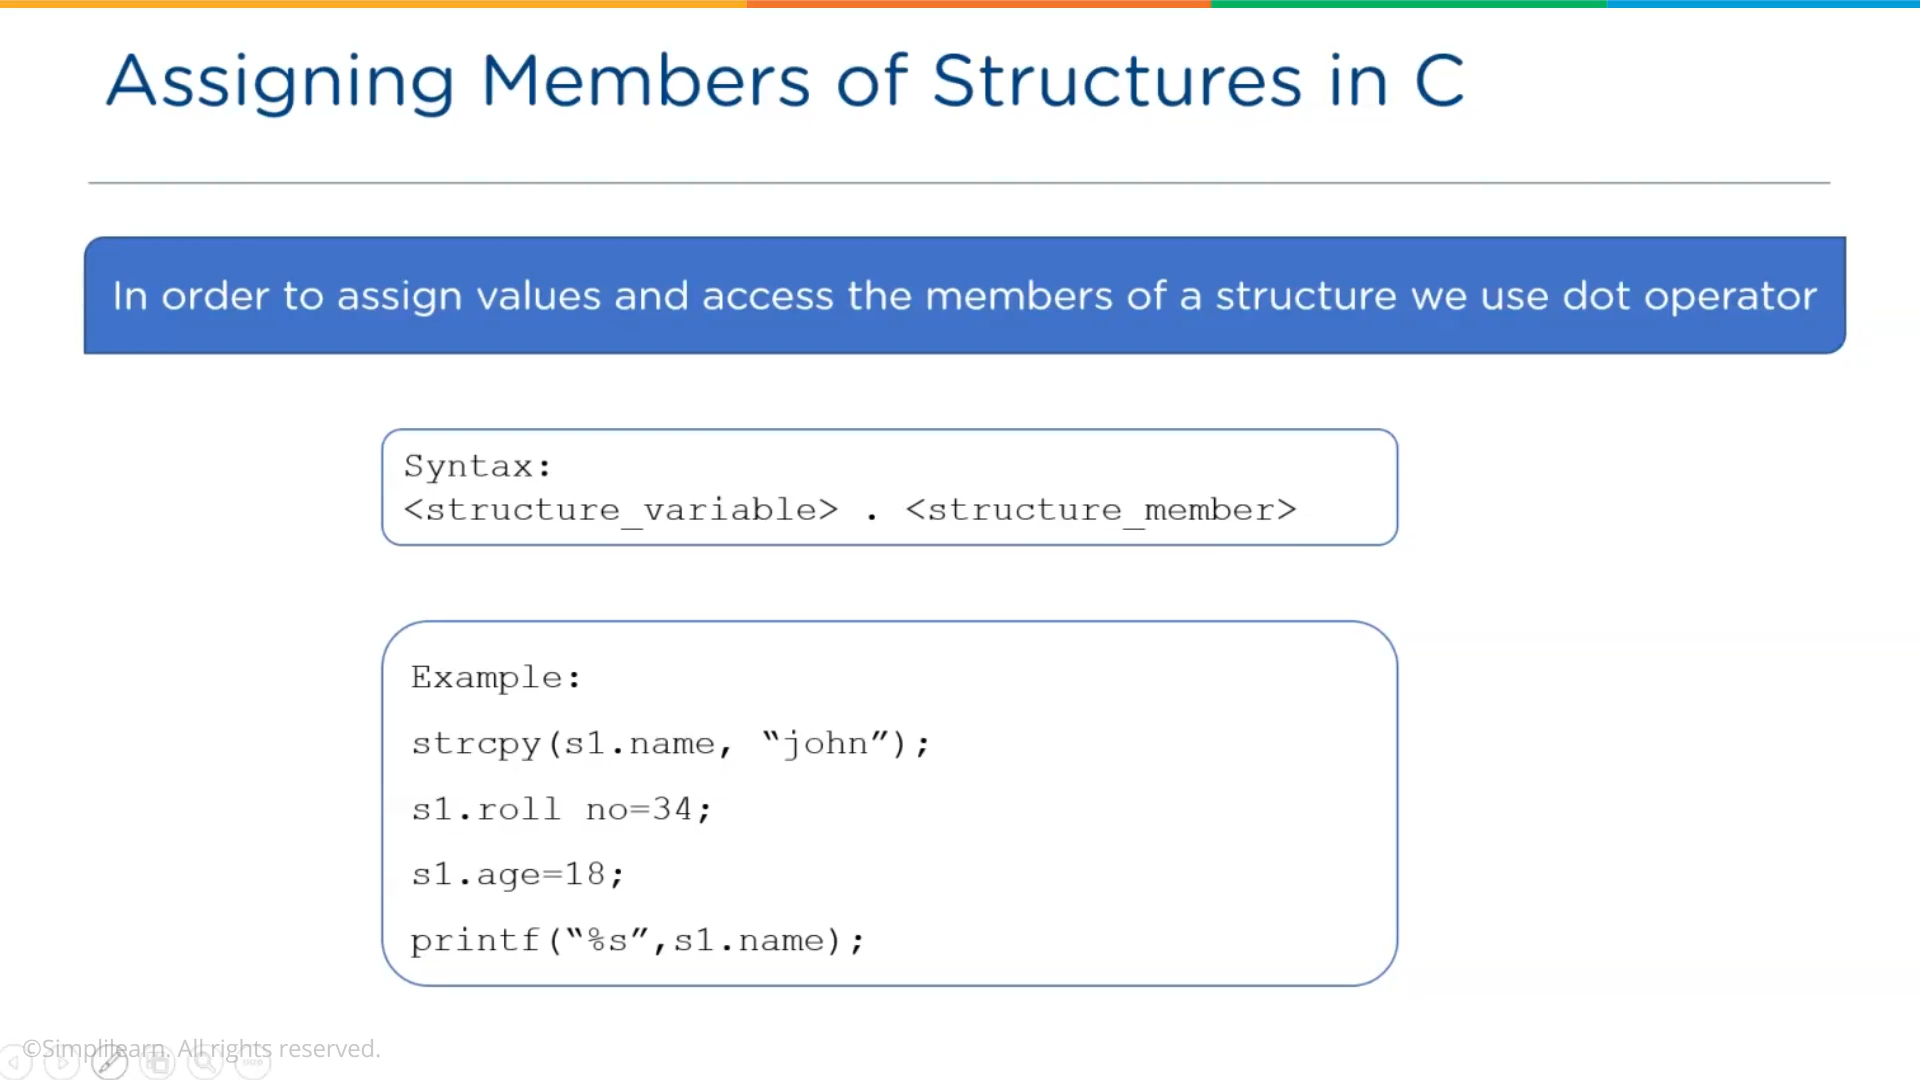 Assigning Members of Structures in C
In order to assign values and access the members of a structure we use dot operator
Syntax:
<structure_variable> . <structure_member>
Example:
strcpy(s1.name, “john”);
s1.roll no=34;
s1.age=18;
printf(“%s”,s1.name);
©Simplilearn. All rights reserved.